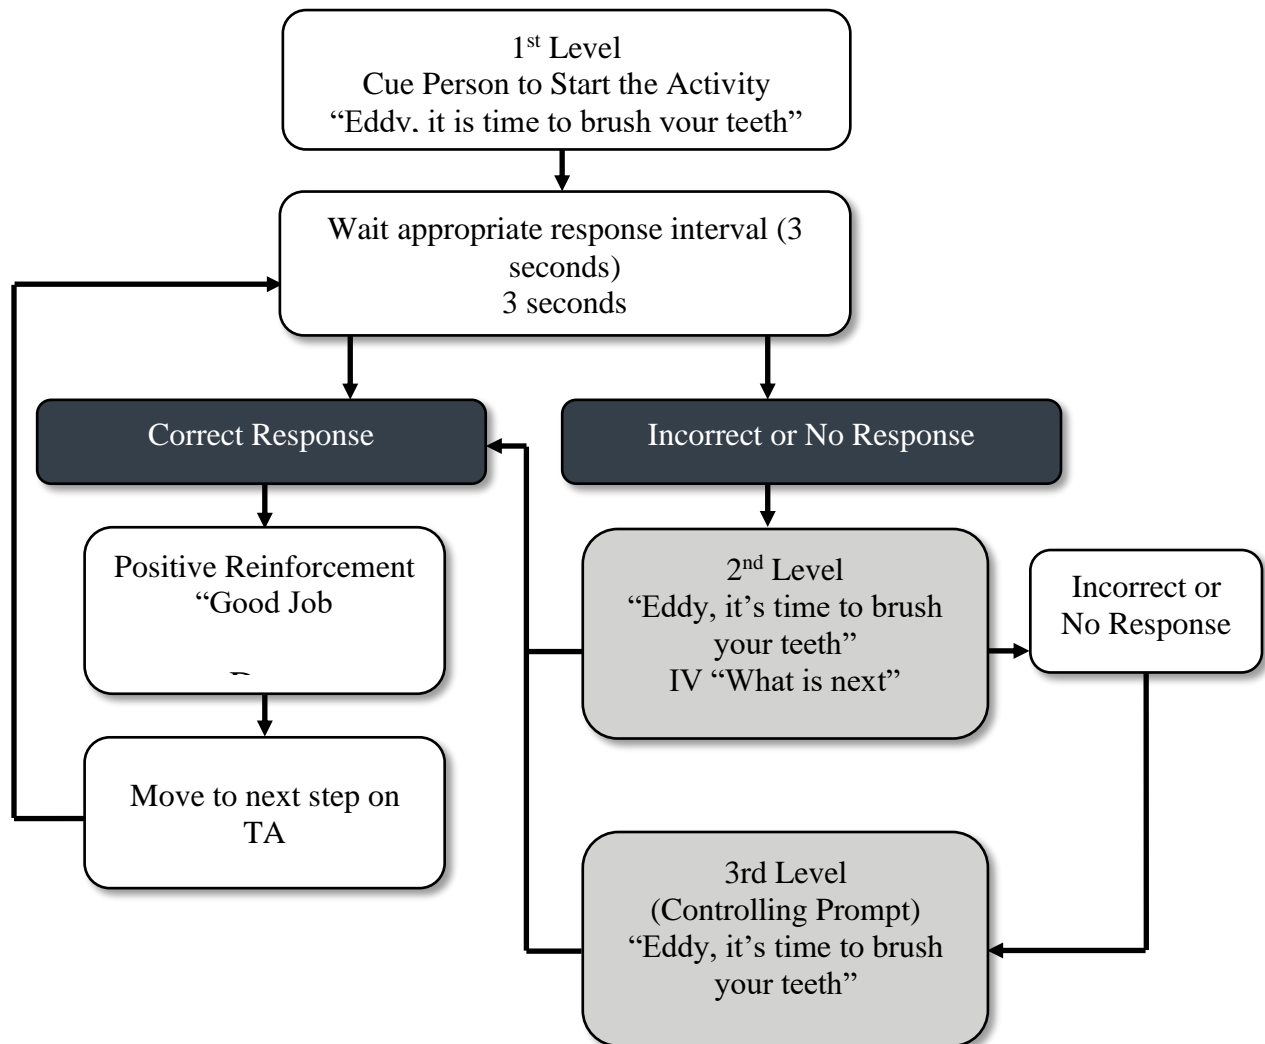 1st Level
Cue Person to Start the Activity
“Eddy, it is time to brush your teeth”
Wait appropriate response interval (3
seconds)
3 seconds
Correct Response
Incorrect or No Response
Positive Reinforcement
“Good Job
2nd Level
“Eddy, it’s time to brush
your teeth”
IV “What is next”
Incorrect or
No Response
Move to next step on
TA
3rd Level
(Controlling Prompt)
“Eddy, it’s time to brush
your teeth”